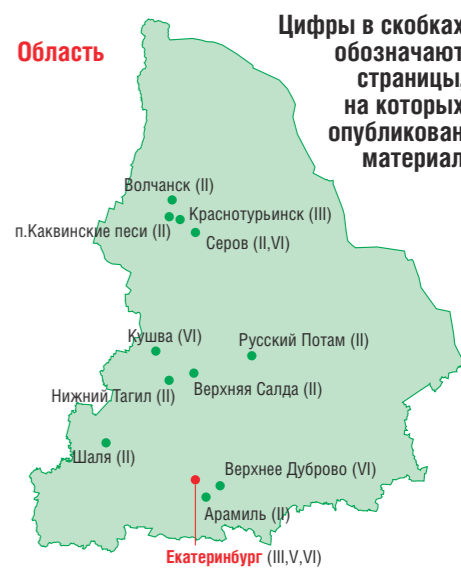 Область
Цифры в скобках
обозначают
страницы,
на которых
опубликован
материал
Волчанск (II)
Краснотурьинск (III)
п.Каквинские песи (II)
Серов (II,VI)
Кушва (VI)
Русский Потам (II)
Верхняя Салда (II)
Нижний Тагил (II)
Шаля (II)
Верхнее Дуброво (VI)
Арамиль (II)
Екатеринбург (III,V,VI)